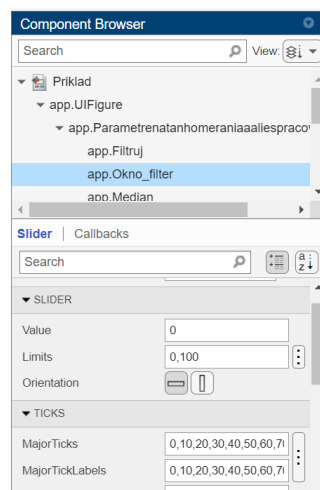 Component Browser
Search View:
Priklad
app.UIFigure
app.Parametrenatanhomeraniaaaliespracov
app.Filtruj
app.Okno_filter
app.Median
Slider | Callbacks
Search
SLIDER
Value 0
Limits 0,100
Orientation
TICKS
MajorTicks 0,10,20,30,40,50,60,7
MajorTickLabels 0,10,20,30,40,50,60,7